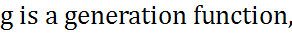 g is a generation function,